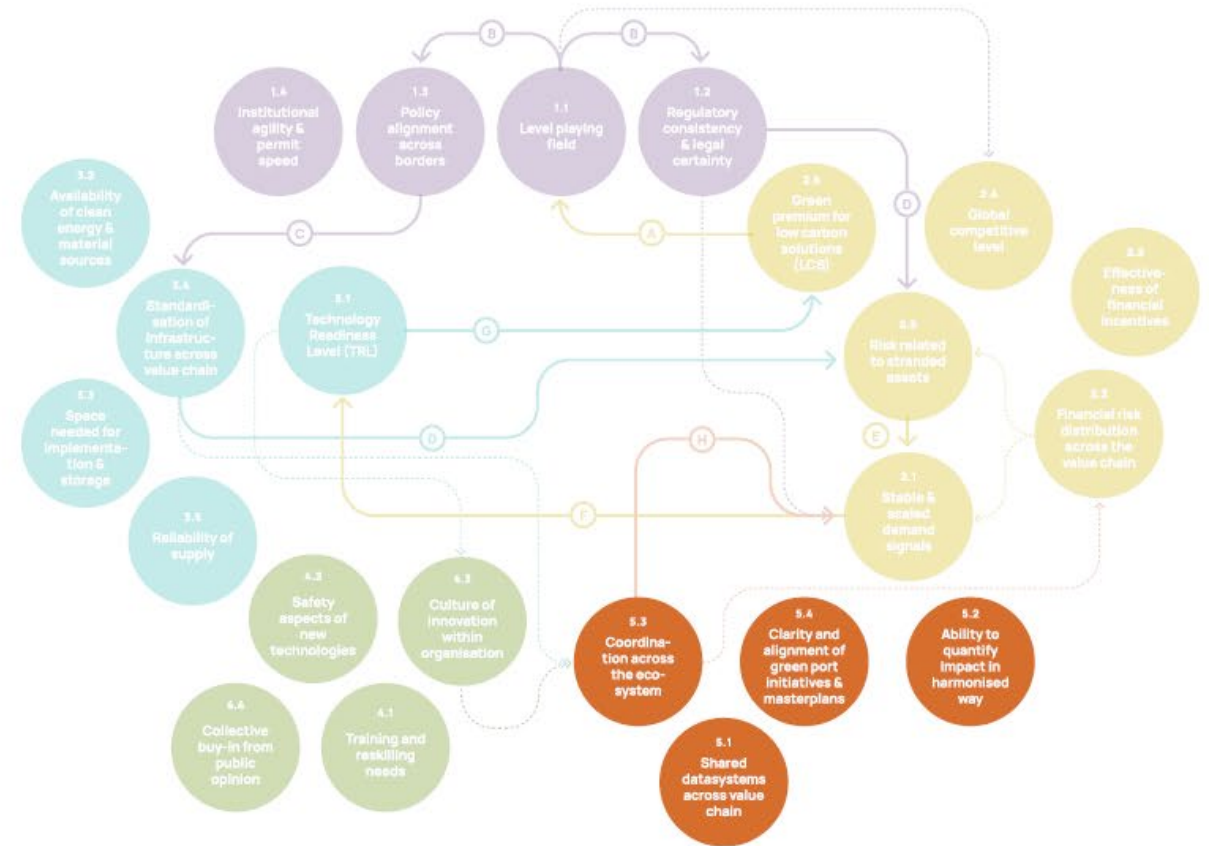 B
B
1.4
Institutional
agility &
permit
speed
1.3
Policy
alignment
across
borders
1.1
Level playing
field
1.2
Regulatory
consistency
& legal
certainty
Availability
of clean
energy &
material
sources
C
A
Green
premium for
low carbon
solutions
(LCS)
D
Global
competitive
level
Effective-
ness of
financial
incentives
Standardi-
sation of
infrastruc-
ture across
value chain
3.1
Technology
Readiness
Level (TRL)
G
Risk related
to stranded
assets
Space
needed for
implementa-
tion &
storage
D
H
E
Financial risk
distribution
across the
value chain
3.5
Reliability of
supply
F
2.1
Stable &
scaled
demand
signals
Safety
aspects of
new
technologies
Culture of
innovation
within
organisation
5.3
Coordina-
tion across
the eco-
system
5.4
Clarity and
alignment of
green port
initiatives &
masterplans
5.2
Ability to
quantify
impact in
harmonised
way
4.4
Collective
buy-in from
public
opinion
4.1
Training and
reskilling
needs
5.1
Shared
datasystems
across value
chain